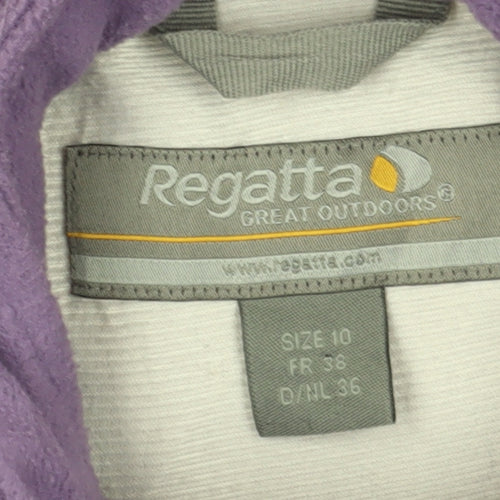 Regatta
GREAT OUTDOORS®
www.regatta.com
SIZE 10
FR 38
D/NL 36